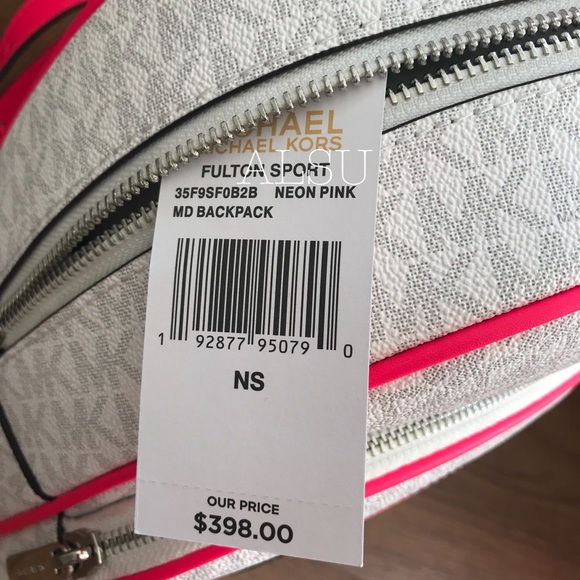 MICHAEL
MICHAEL KORS
ALSU
FULTON SPORT
35F9SF0B2B NEON PINK
MD BACKPACK
1 92877 95079 0
NS
OUR PRICE
$398.00